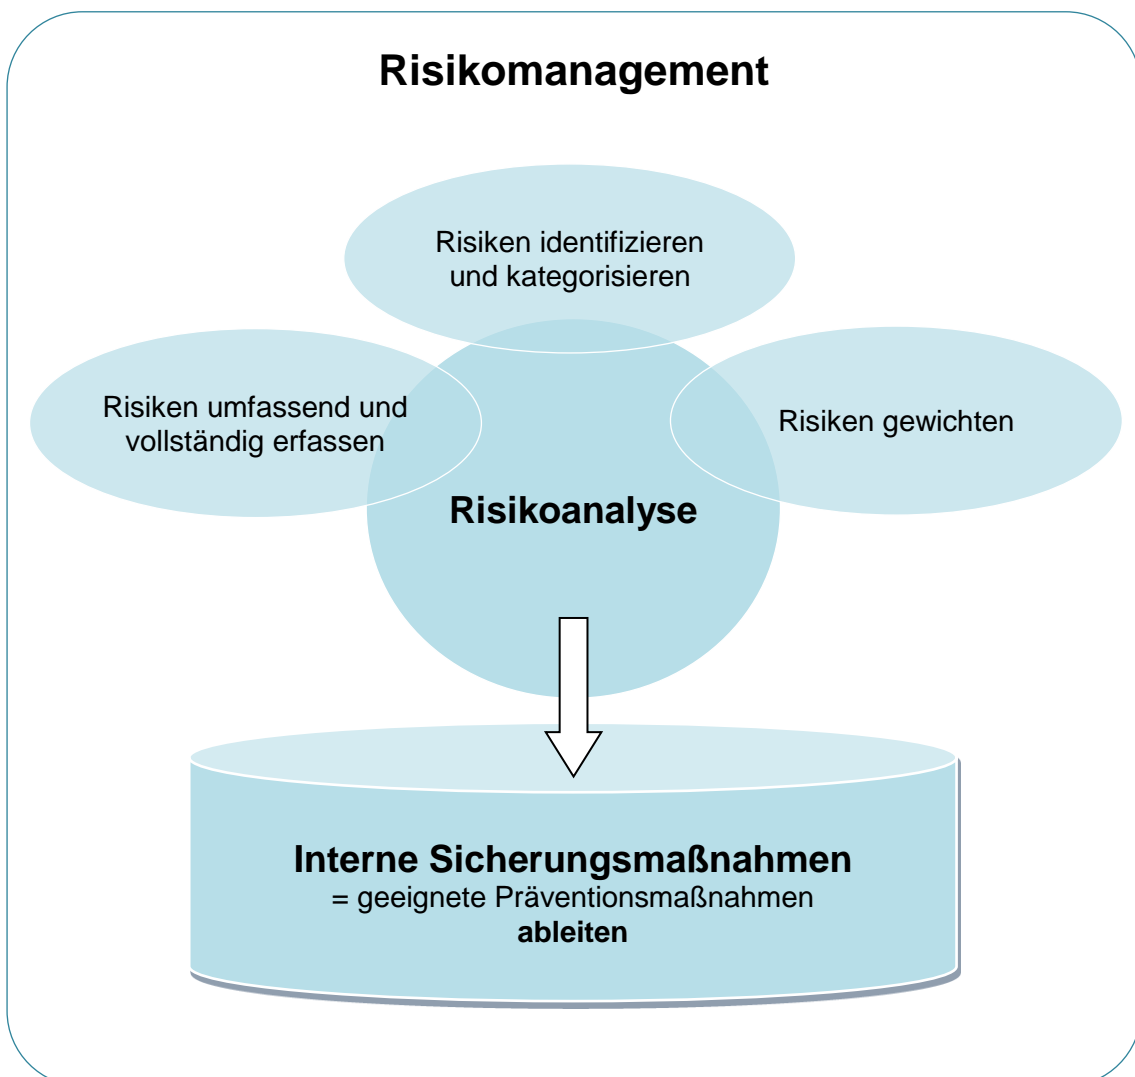 Risikomanagement
Risiken identifizieren
und kategorisieren
Risiken umfassend und
vollständig erfassen
Risiken gewichten
Risikoanalyse
Interne Sicherungsmaßnahmen
= geeignete Präventionsmaßnahmen
ableiten